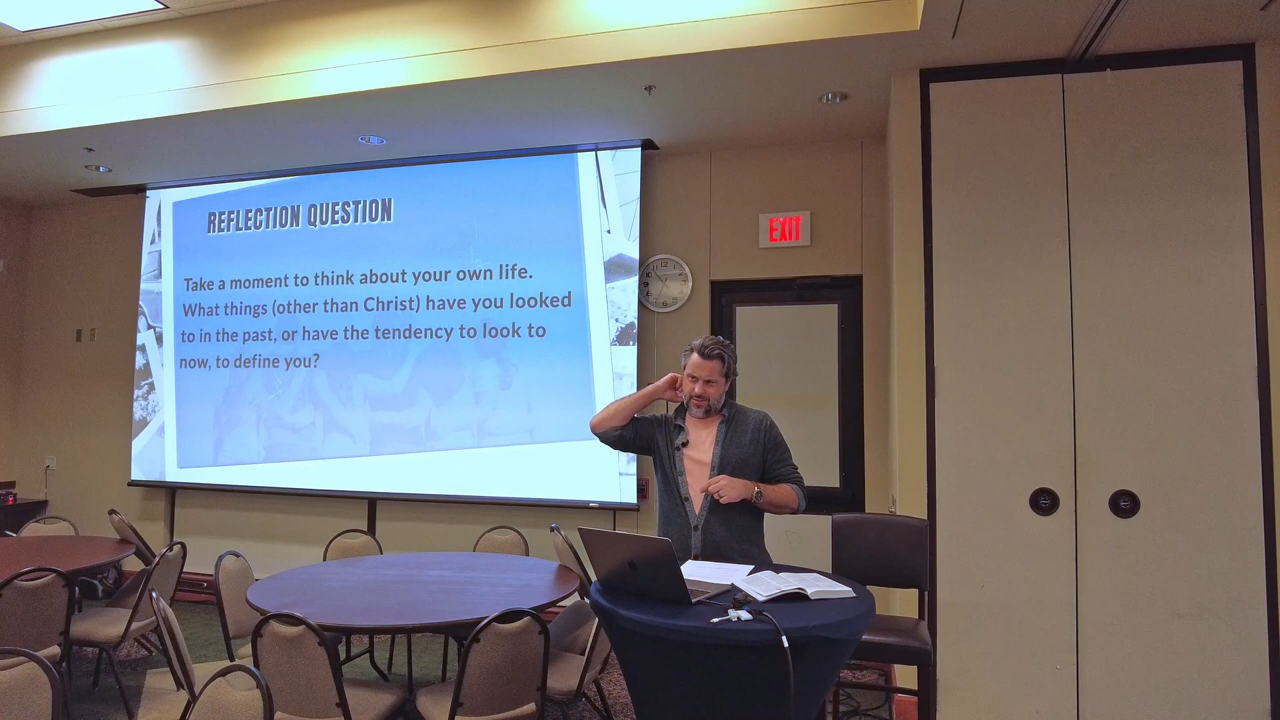 REFLECTION QUESTION
Take a moment to think about your own life.
What things (other than Christ) have you looked
to in the past, or have the tendency to look to
now, to define you?
EXIT